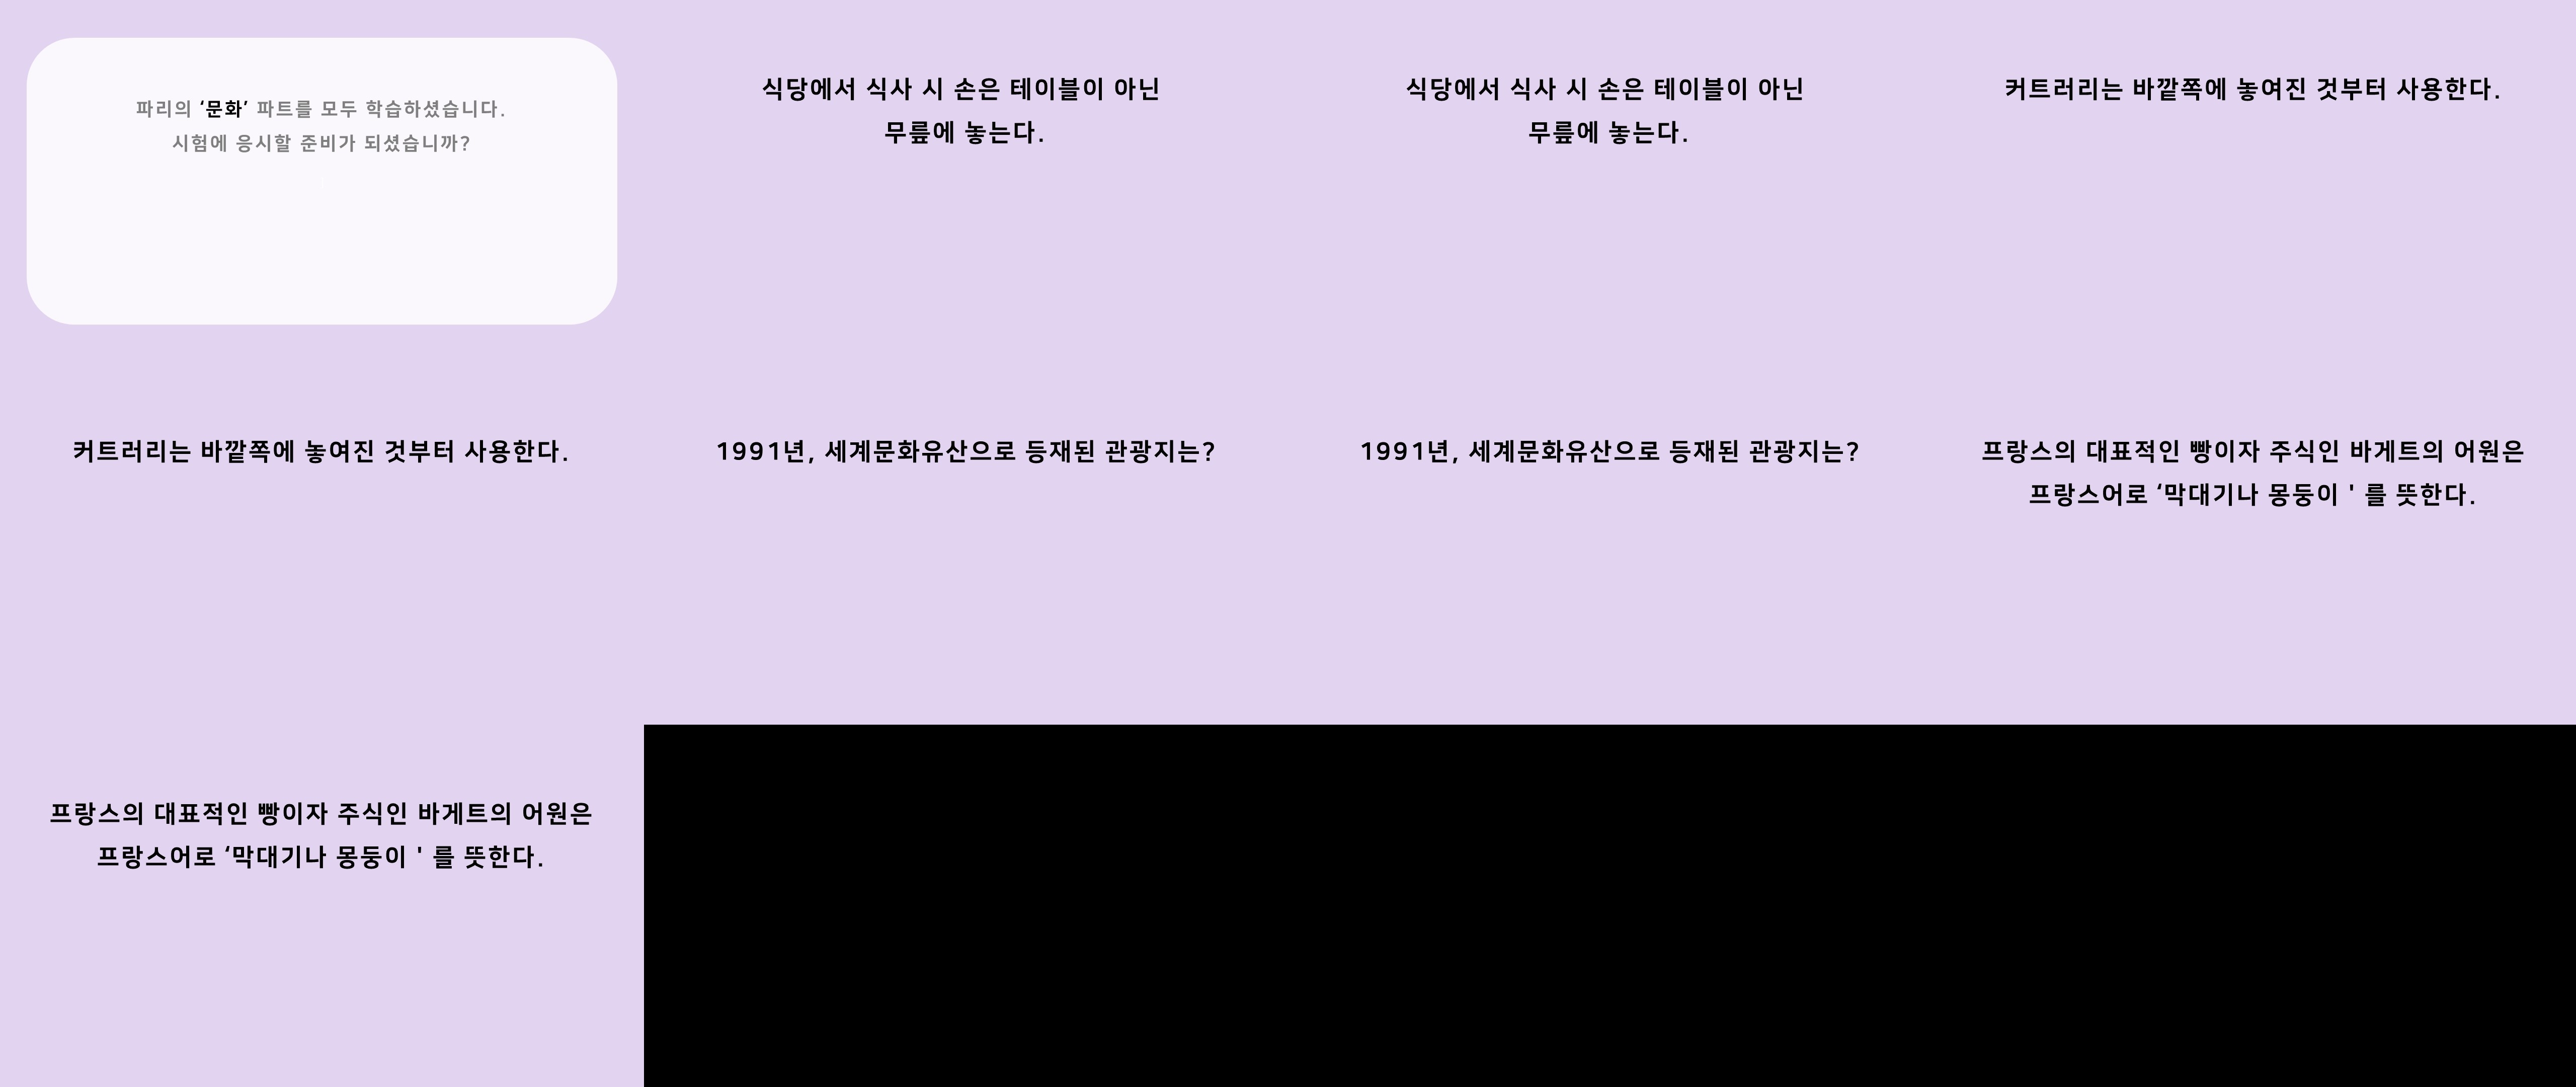 파리의 ‘문화’ 파트를 모두 학습하셨습니다.
시험에 응시할 준비가 되셨습니까?
식당에서 식사 시 손은 테이블이 아닌
무릎에 놓는다.
식당에서 식사 시 손은 테이블이 아닌
무릎에 놓는다.
커트러리는 바깥쪽에 놓여진 것부터 사용한다.
커트러리는 바깥쪽에 놓여진 것부터 사용한다.
1991년, 세계문화유산으로 등재된 관광지는?
1991년, 세계문화유산으로 등재된 관광지는?
프랑스의 대표적인 빵이자 주식인 바게트의 어원은
프랑스어로 ‘막대기나 몽둥이 ' 를 뜻한다.
프랑스의 대표적인 빵이자 주식인 바게트의 어원은
프랑스어로 ‘막대기나 몽둥이 ' 를 뜻한다.